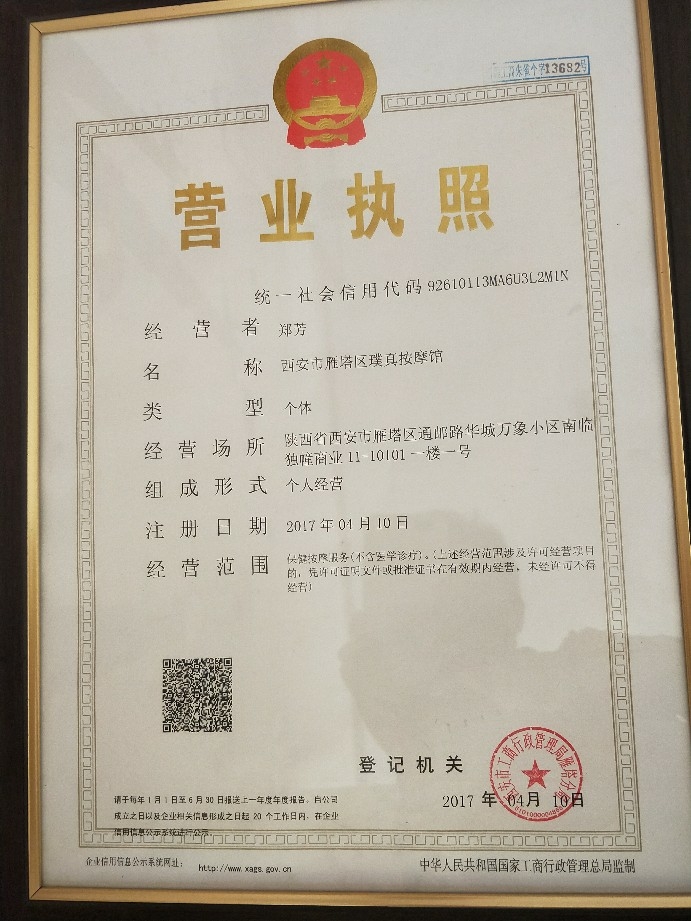 13682号
营业执照
统一社会信用代码 92610113MA6U3L2M1N
经营者 郑芳
名称 西安市雁塔区璞真按摩馆
类型 个体
经营场所 陕西省西安市雁塔区通邮路华城万象小区南临
独幢商业11-10101一楼一号
组成形式 个人经营
注册日期 2017年04月10日
经营范围 保健按摩服务(不含医学诊疗)。(上述经营范围涉及许可经营项目
的，凭许可证明文件或批准证书在有效期内经营，未经许可不得
经营)
登记机关
西安市工商行政管理局雁塔分局
2017年04月10日
请于每年1月1日至6月30日报送上一年度年度报告。自公司
成立之日以及企业相关信息形成之日起20个工作日内，在企业
信用信息公示系统进行公示。
企业信用信息公示系统网址： http://www.xags.gov.cn
中华人民共和国国家工商行政管理总局监制